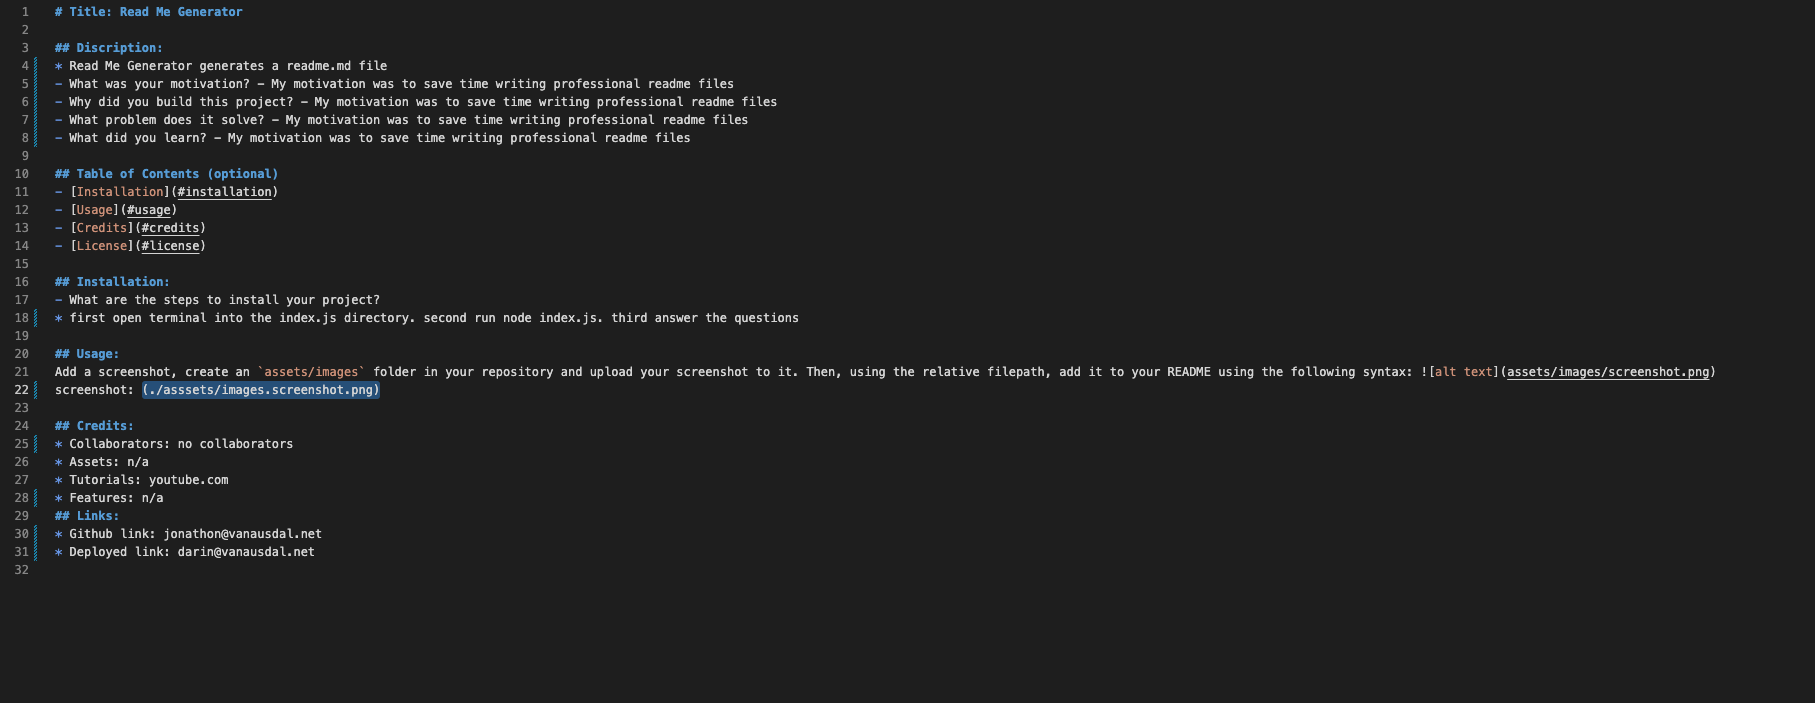 1 # Title: Read Me Generator
2
3 ## Discription:
4 * Read Me Generator generates a readme.md file
5 - What was your motivation? - My motivation was to save time writing professional readme files
6 - Why did you build this project? - My motivation was to save time writing professional readme files
7 - What problem does it solve? - My motivation was to save time writing professional readme files
8 - What did you learn? - My motivation was to save time writing professional readme files
9
10 ## Table of Contents (optional)
11 - [Installation](#installation)
12 - [Usage](#usage)
13 - [Credits](#credits)
14 - [License](#license)
15
16 ## Installation:
17 - What are the steps to install your project?
18 * first open terminal into the index.js directory. second run node index.js. third answer the questions
19
20 ## Usage:
21 Add a screenshot, create an `assets/images` folder in your repository and upload your screenshot to it. Then, using the relative filepath, add it to your README using the following syntax: ![alt text](assets/images/screenshot.png)
22 screenshot: (./asssets/images.screenshot.png)
23
24 ## Credits:
25 * Collaborators: no collaborators
26 * Assets: n/a
27 * Tutorials: youtube.com
28 * Features: n/a
29 ## Links:
30 * Github link: jonathon@vanausdal.net
31 * Deployed link: darin@vanausdal.net
32